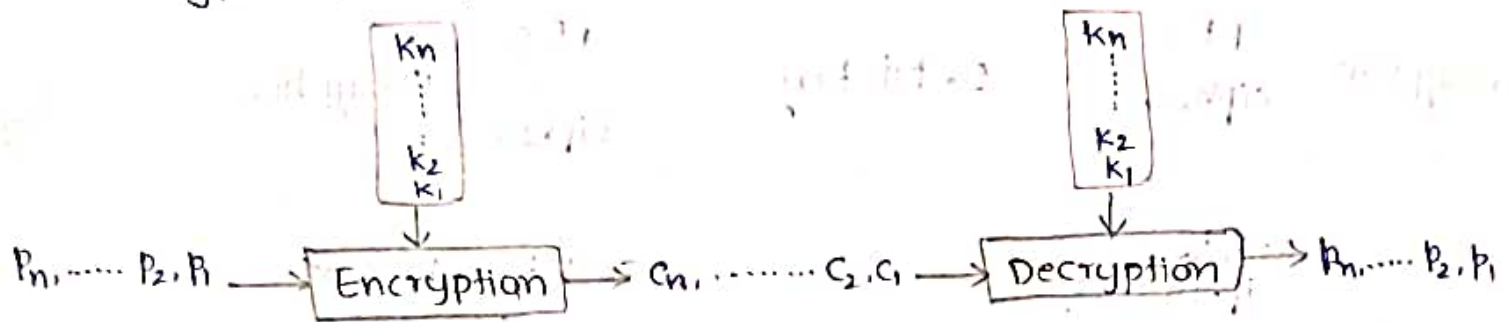 Kn
K2
K1
Kn
K2
K1
Pn, ...... P2, P1
Encryption
Cn, ......... C2, C1
Decryption
Pn, ..... P2, P1